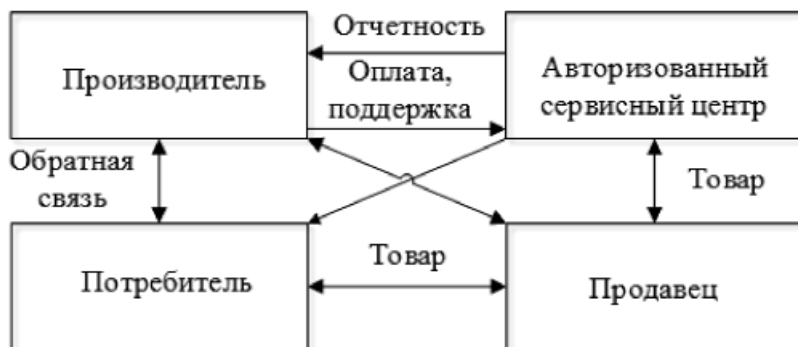 Отчетность
Производитель
Оплата,
поддержка
Авторизованный
сервисный центр
Обратная
связь
Товар
Потребитель
Товар
Продавец